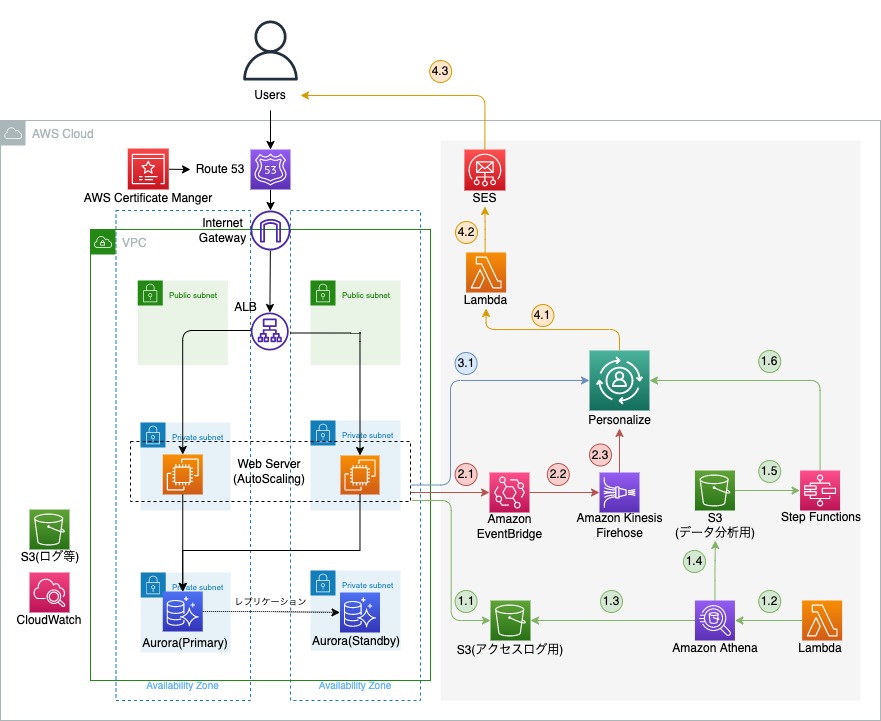 4.3
Users
AWS Cloud
AWS Certificate Manger
Route 53
53
SES
Internet
Gateway
VPC
4.2
Lambda
Public subnet
Public subnet
ALB
4.1
3.1
1.6
Personalize
Private subnet
Private subnet
Web Server
(AutoScaling)
2.1
2.2
2.3
1.5
Amazon
EventBridge
Amazon Kinesis
Firehose
S3
(データ分析用)
Step Functions
S3(ログ等)
CloudWatch
1.4
Private subnet
Private subnet
レプリケーション
Aurora(Primary)
Aurora(Standby)
1.1
1.3
1.2
S3(アクセスログ用)
Amazon Athena
Lambda
Availability Zone
Availability Zone